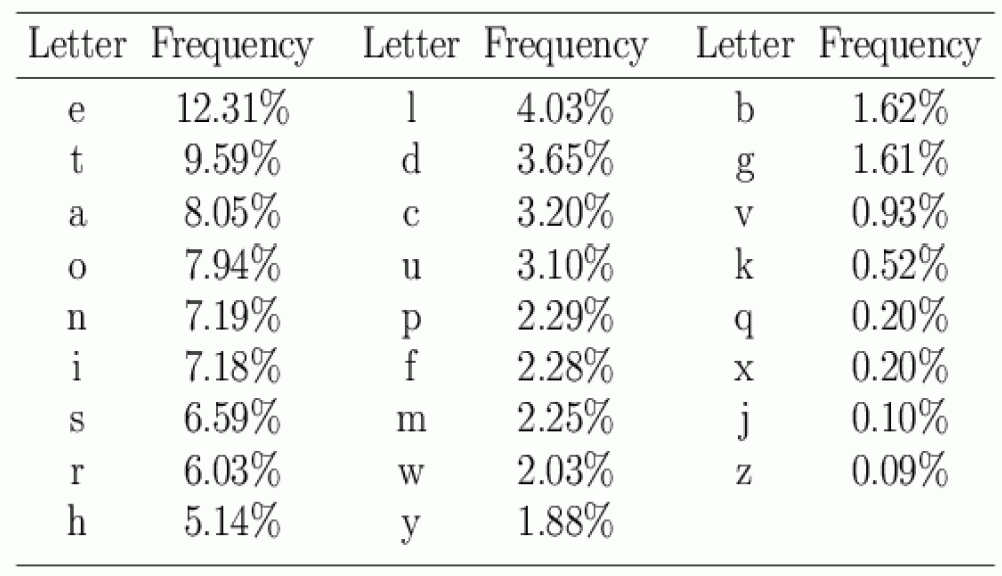 Letter Frequency Letter Frequency Letter Frequency
e 12.31% l 4.03% b 1.62%
t 9.59% d 3.65% g 1.61%
a 8.05% c 3.20% v 0.93%
o 7.94% u 3.10% k 0.52%
n 7.19% p 2.29% q 0.20%
i 7.18% f 2.28% x 0.20%
s 6.59% m 2.25% j 0.10%
r 6.03% w 2.03% z 0.09%
h 5.14% y 1.88%